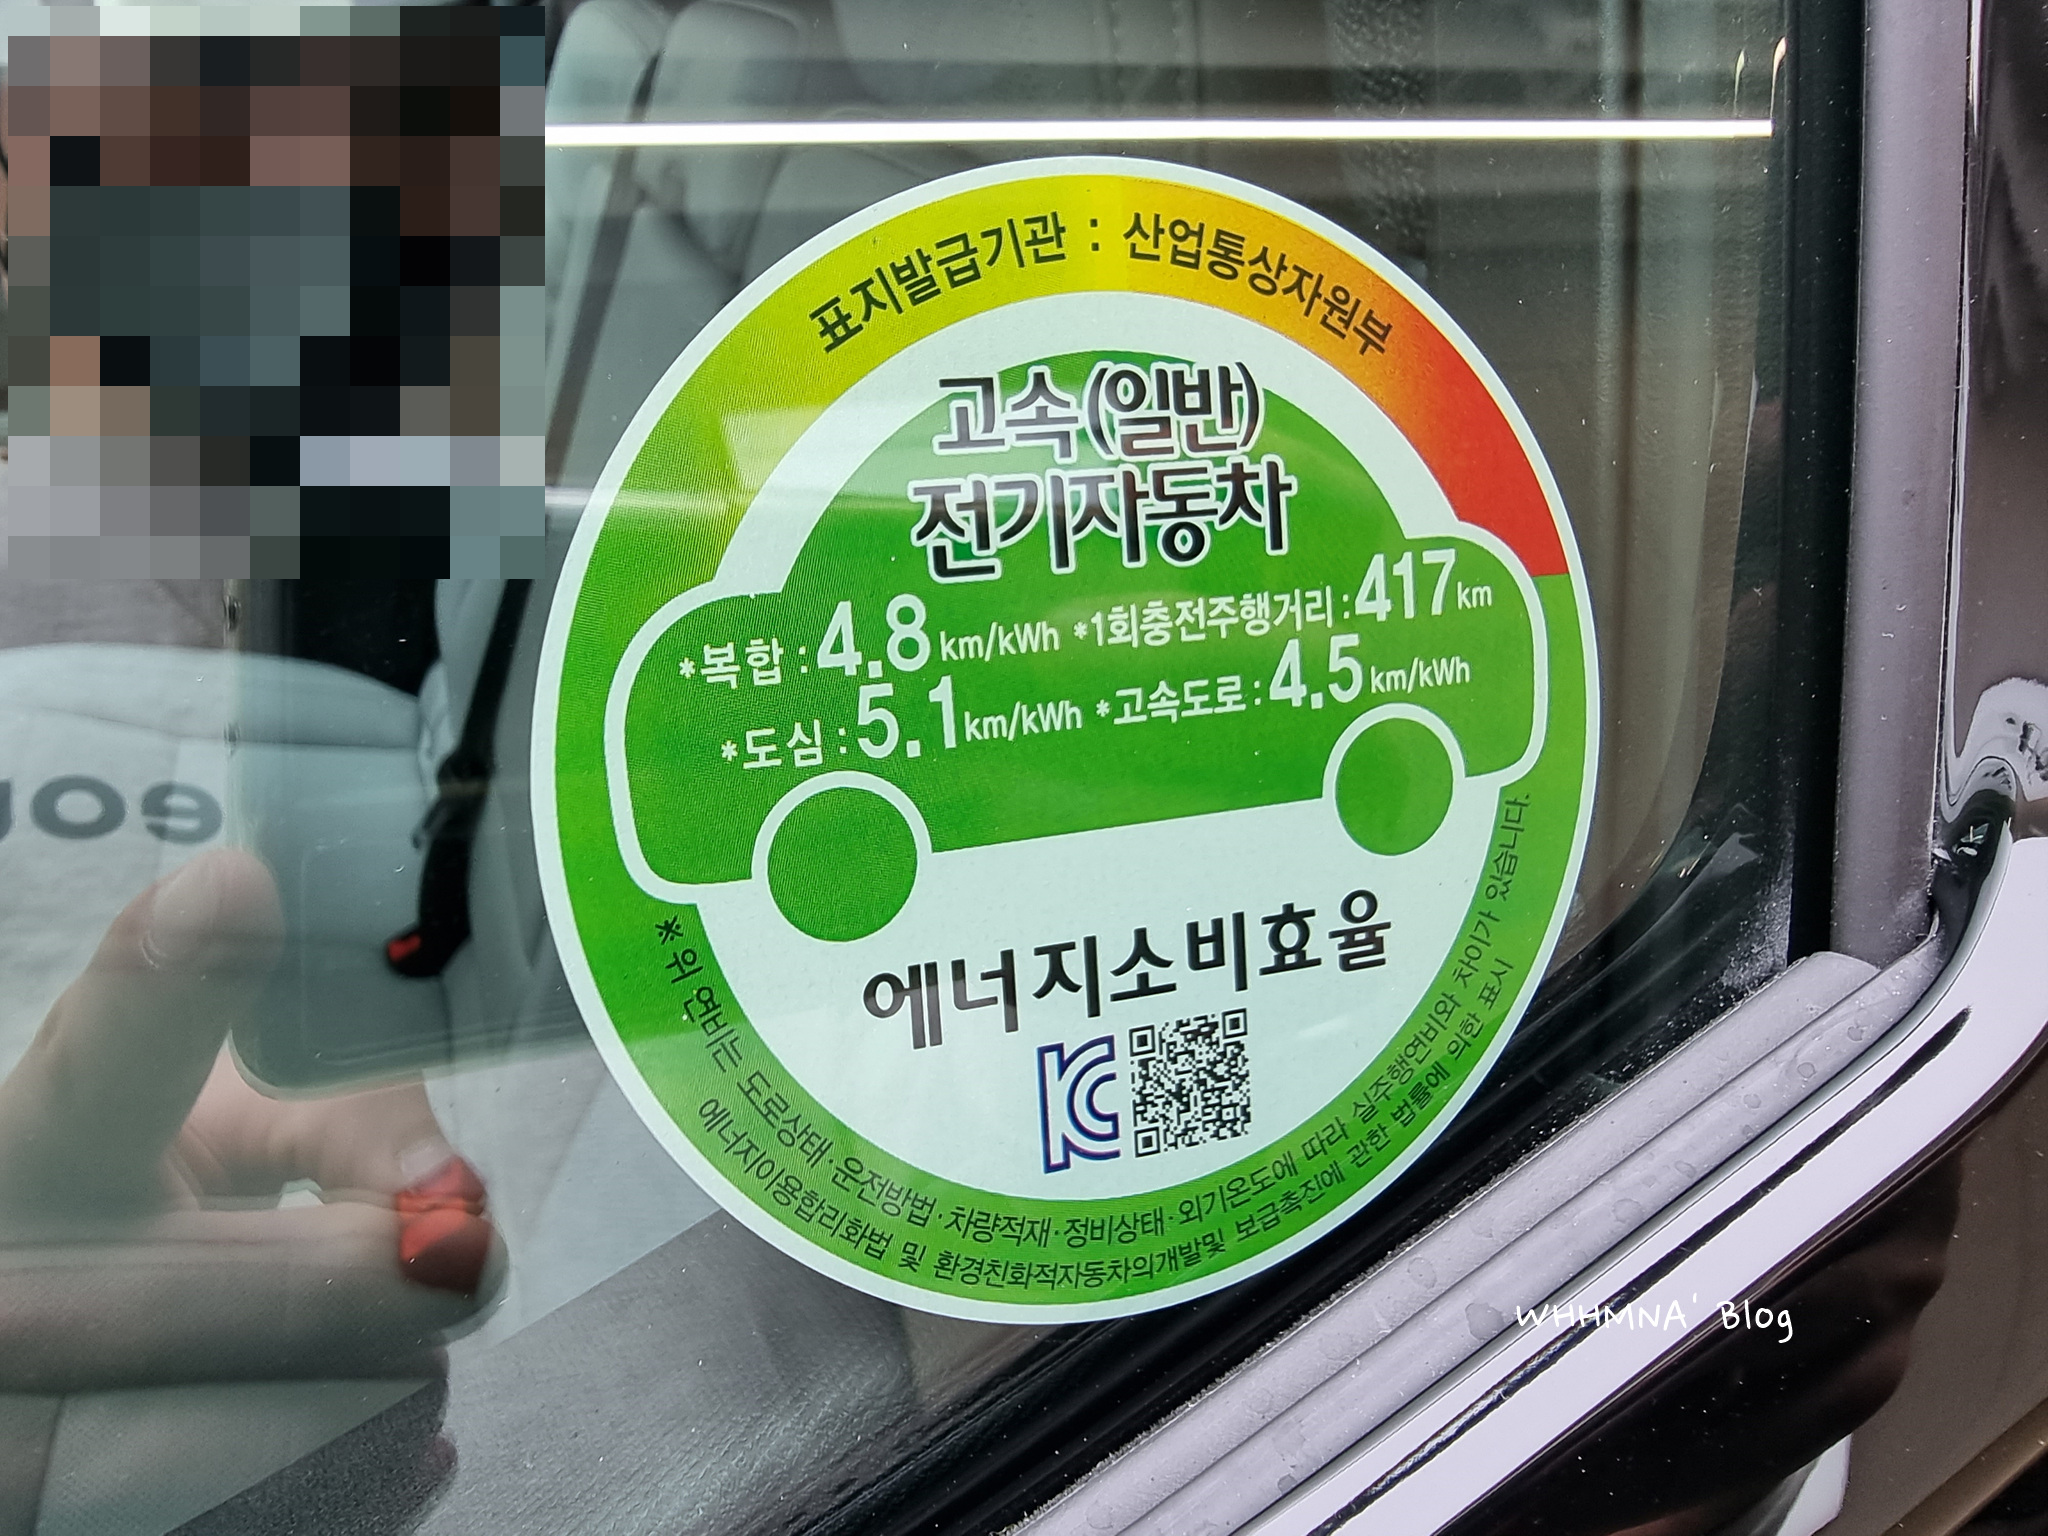 표지발급기관 : 산업통상자원부
고속(일반)
전기자동차
*복합 : 4.8 km/kWh *1회충전주행거리 : 417 km
*도심 : 5.1 km/kWh *고속도로 : 4.5 km/kWh
에너지소비효율
※ 위 연비는 도로상태·운전방법·차량적재·정비상태·외기온도에 따라 실주행연비와 차이가 있습니다.
에너지이용합리화법 및 환경친화적자동차의개발및 보급촉진에 관한 법률에 의한 표시
WHHMNA' Blog